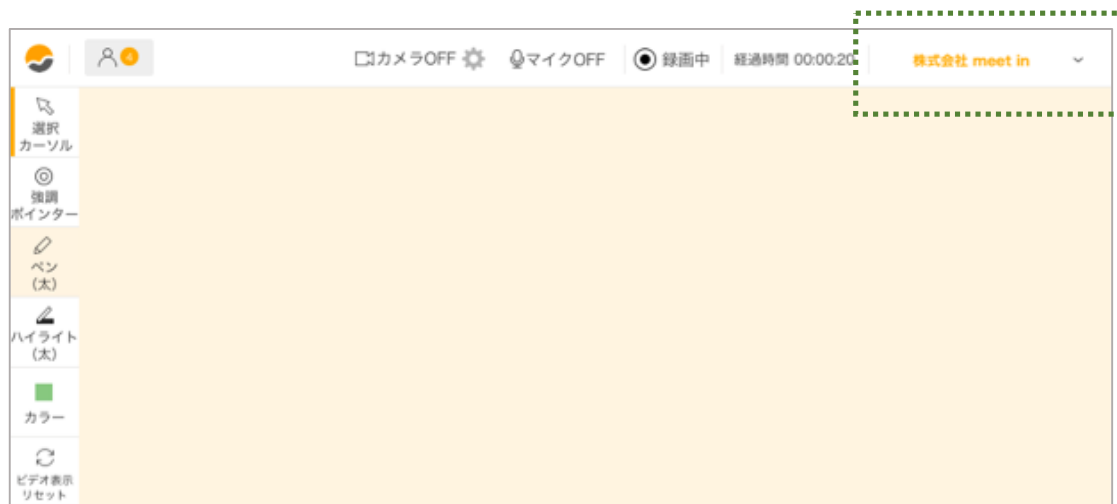 4
カメラOFF
マイクOFF
録画中
経過時間 00:00:20
株式会社 meet in
選択
カーソル
強調
ポインター
ペン
(太)
ハイライト
(太)
カラー
ビデオ表示
リセット